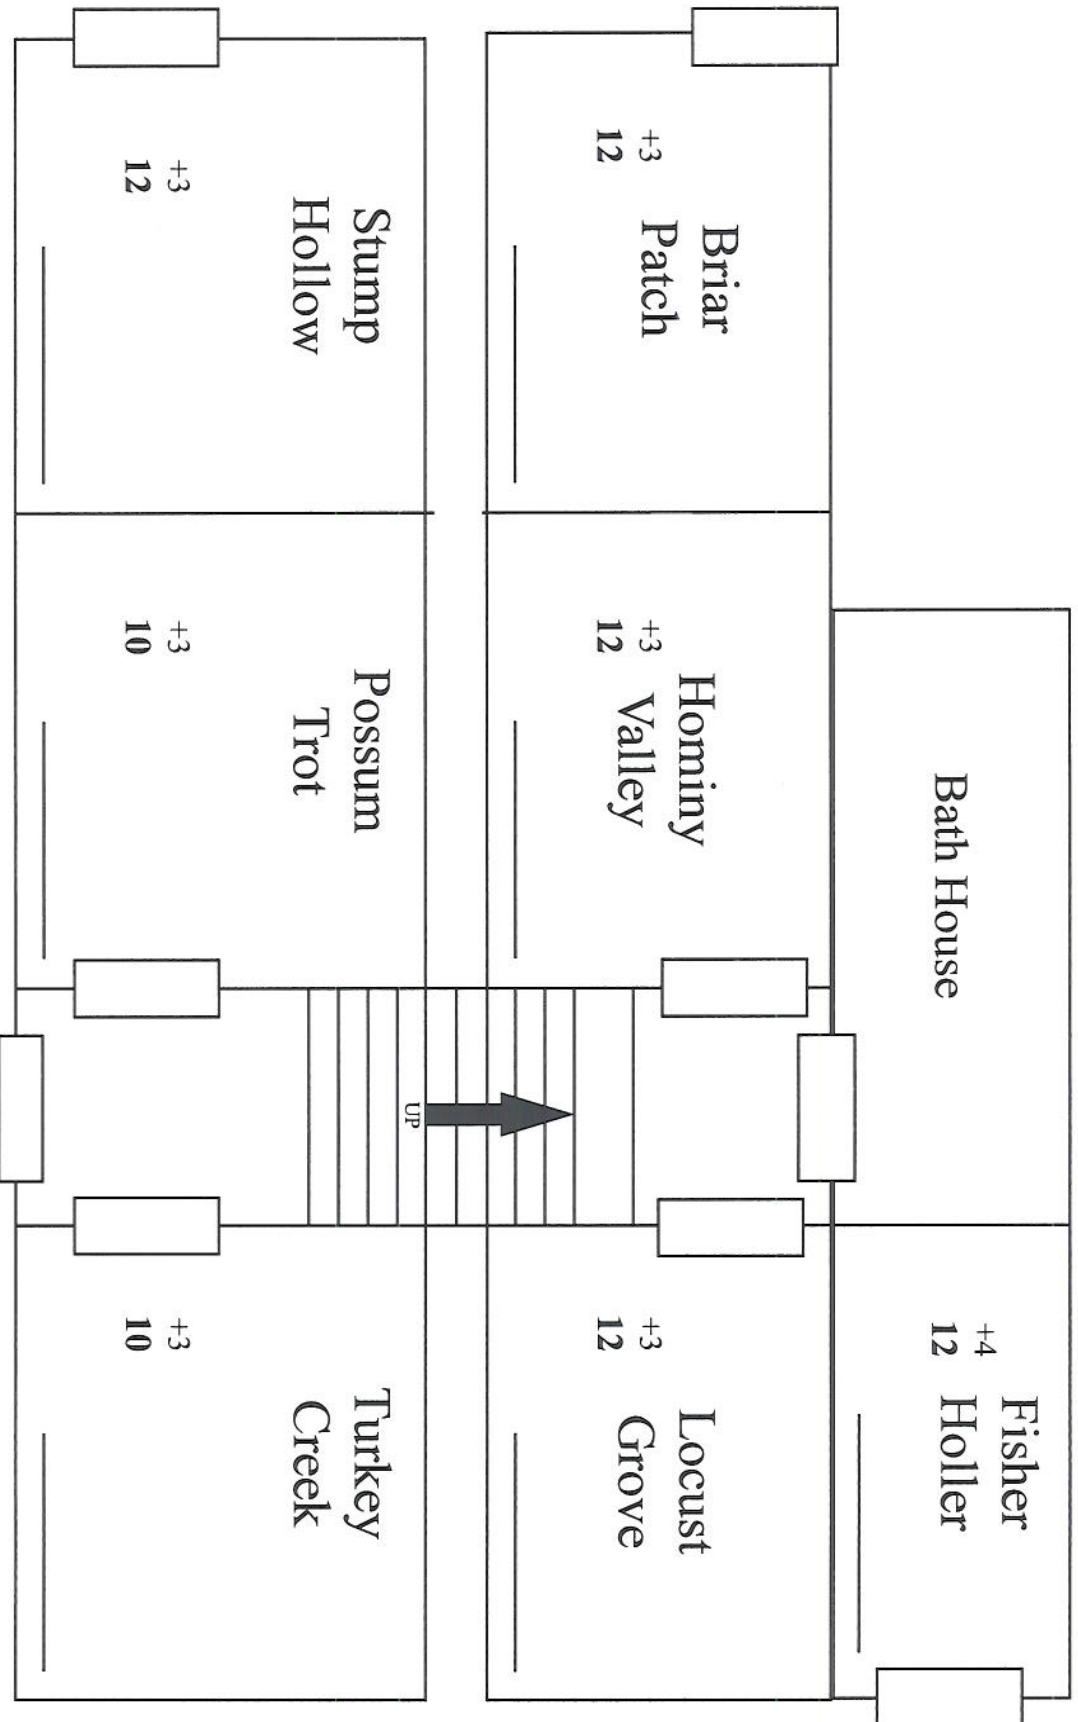 Bath House
+4
12
Fisher
Holler
+3
12
Briar
Patch
+3
12
Hominy
Valley
+3
12
Locust
Grove
UP
Stump
Hollow
+3
12
Possum
Trot
+3
10
Turkey
Creek
+3
10